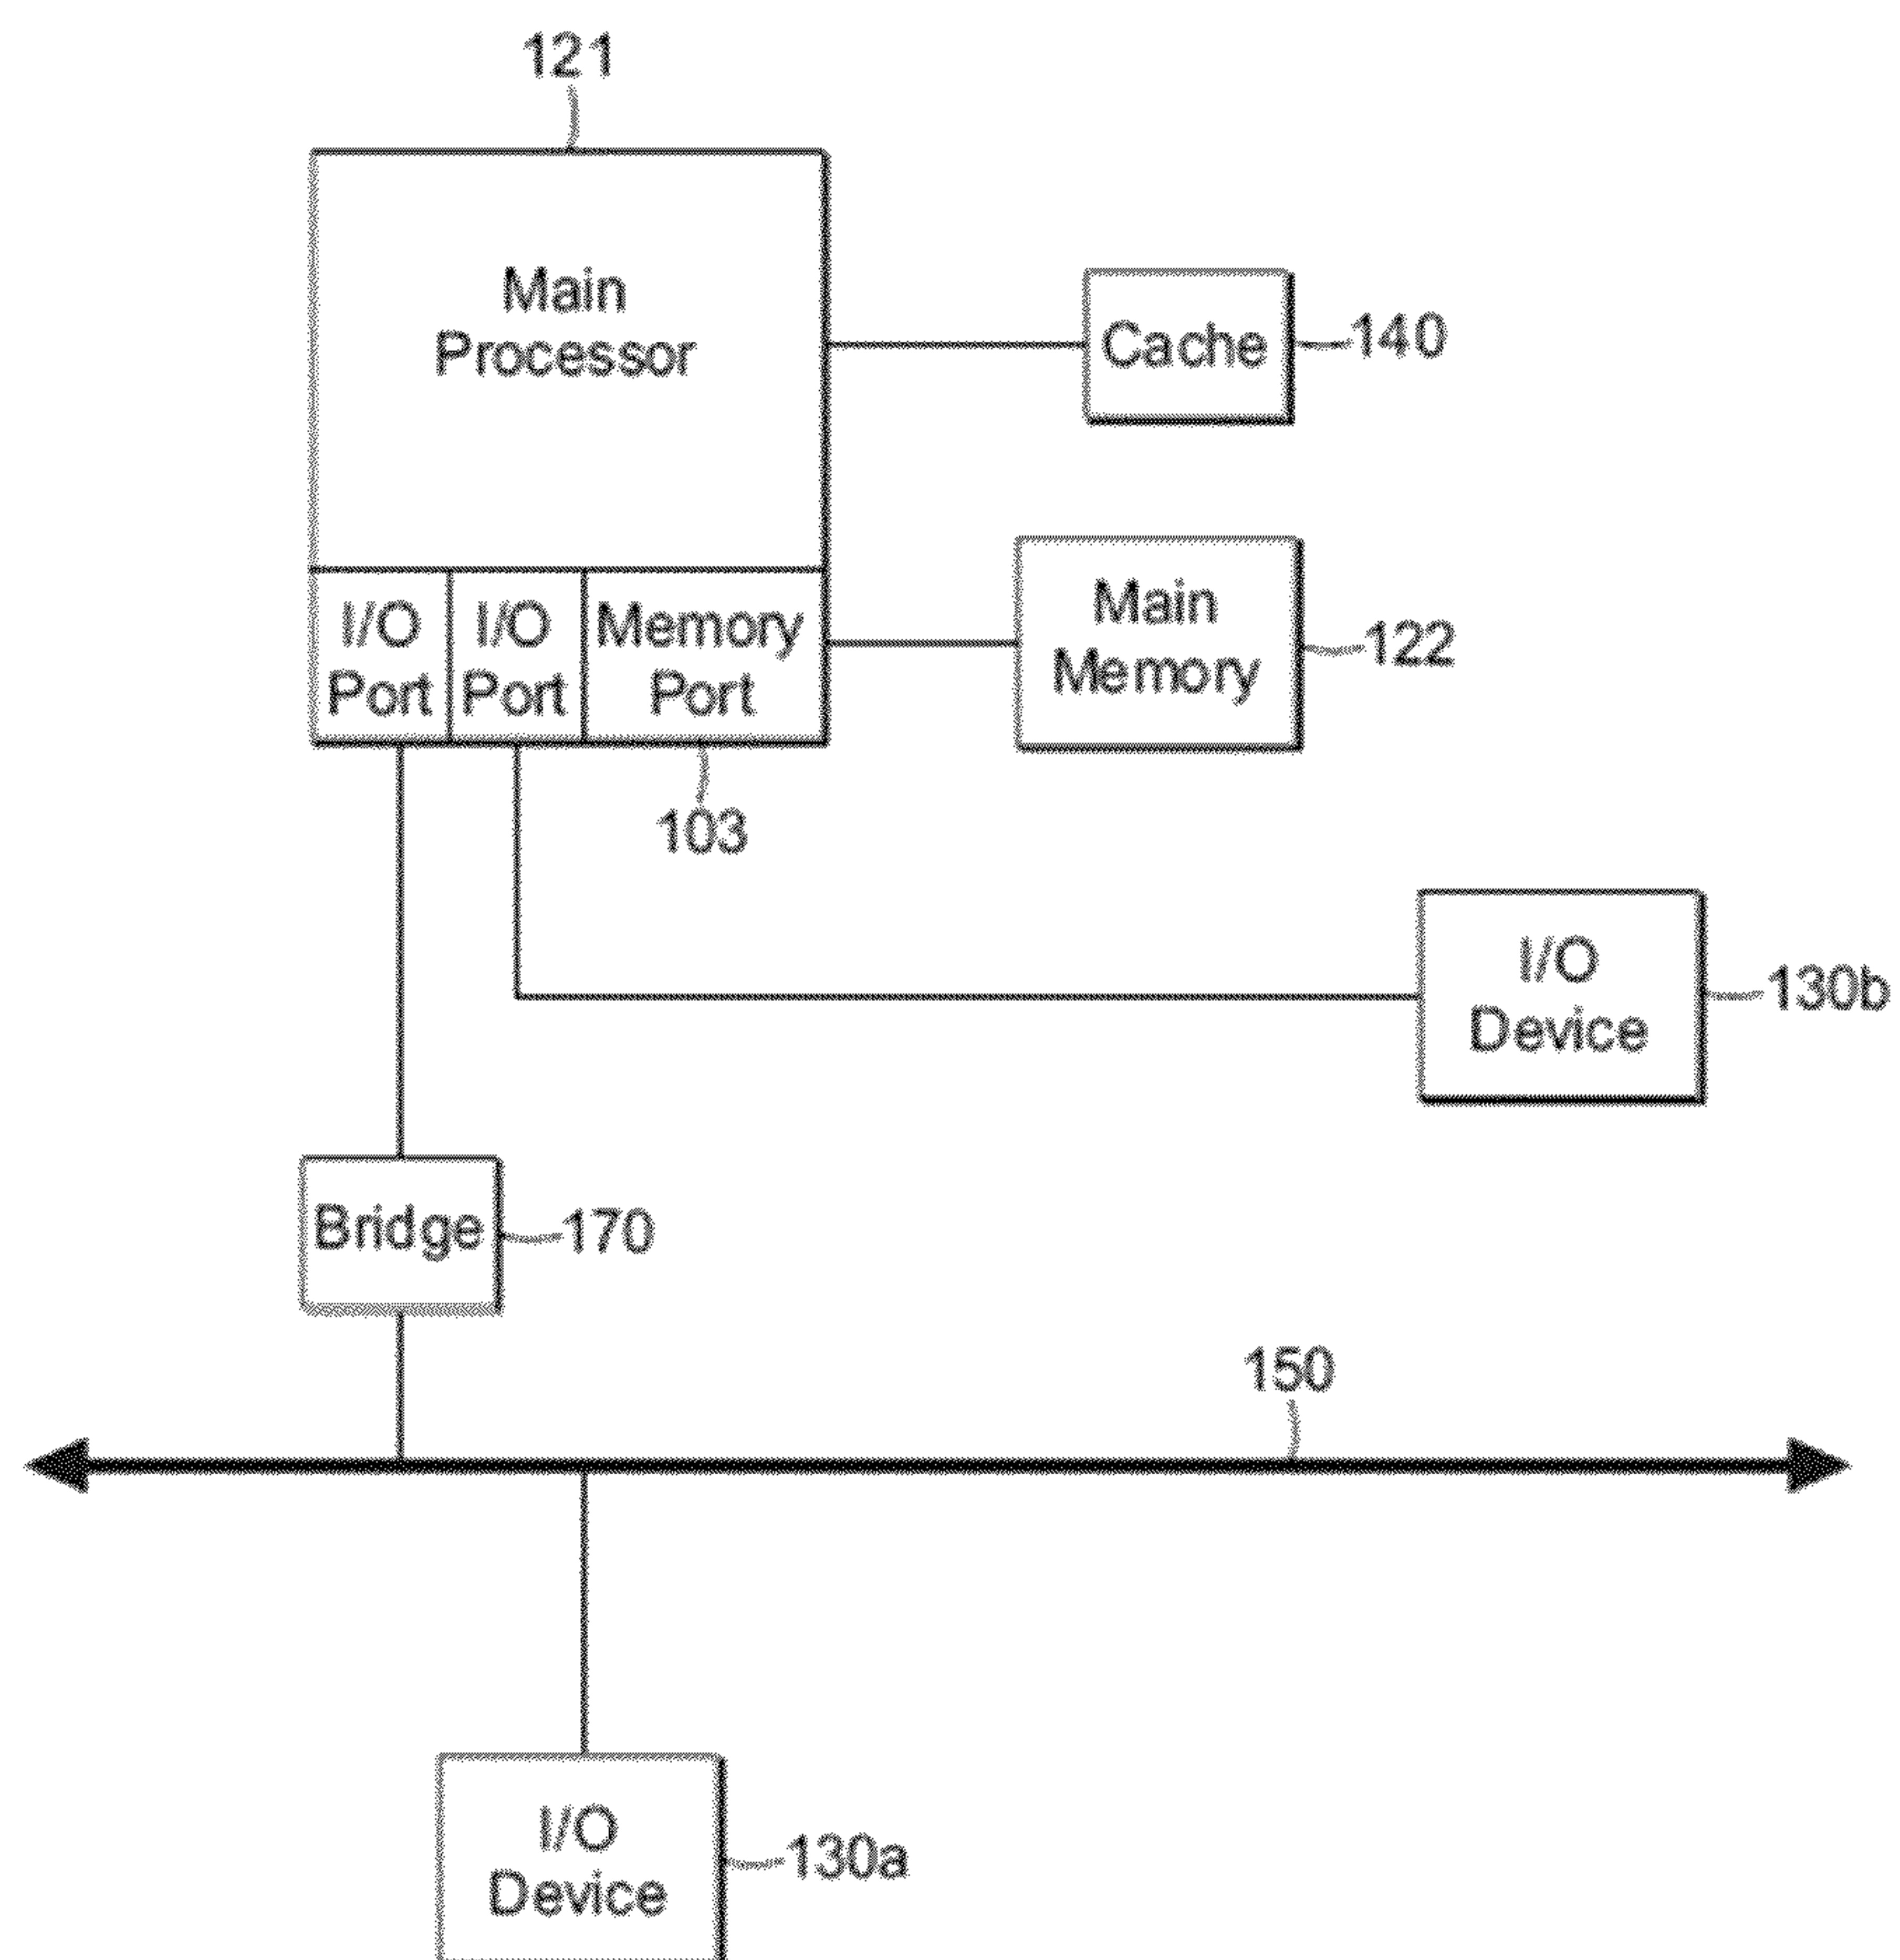 121
Main
Processor
Cache
140
I/O
Port
I/O
Port
Memory
Port
Main
Memory
122
103
I/O
Device
130b
Bridge
170
150
I/O
Device
130a